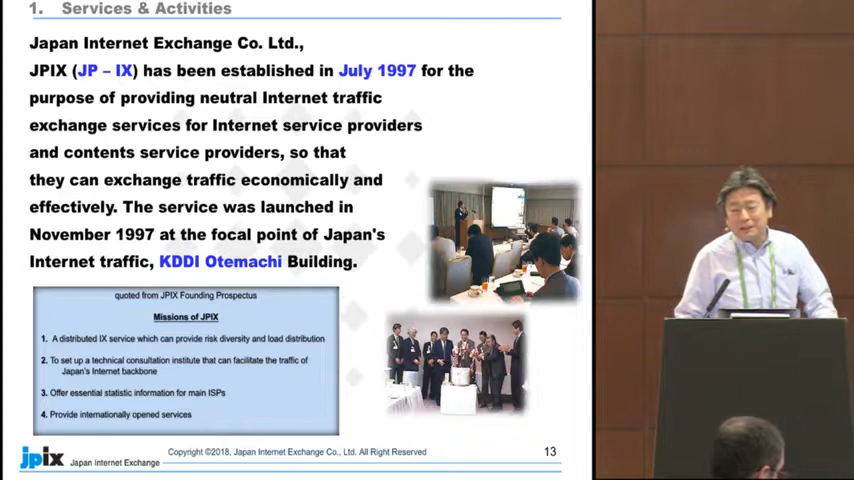 1. Services & Activities
Japan Internet Exchange Co. Ltd.,
JPIX (JP – IX) has been established in July 1997 for the
purpose of providing neutral Internet traffic
exchange services for Internet service providers
and contents service providers, so that
they can exchange traffic economically and
effectively. The service was launched in
November 1997 at the focal point of Japan's
Internet traffic, KDDI Otemachi Building.
quoted from JPIX Founding Prospectus
Missions of JPIX
1. A distributed IX service which can provide risk diversity and load distribution
2. To set up a technical consultation institute that can facilitate the traffic of
Japan's Internet backbone
3. Offer essential statistic information for main ISPs
4. Provide internationally opened services
jpix Japan Internet Exchange
Copyright ©2018, Japan Internet Exchange Co., Ltd. All Right Reserved
13